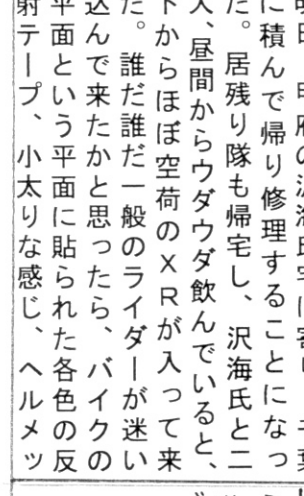 の沢海氏宅に寄り、千葉
に積んで帰り修理することになっ
た。居残り隊も帰宅し、沢海氏と二
人、昼間からウダウダ飲んでいると、
下からほぼ空荷のＸＲが入って来
た。誰だ誰だ一般のライダーが迷い
込んで来たかと思ったら、バイクの
平面という平面に貼られた各色の反
射テープ、小太りな感じ、ヘルメッ